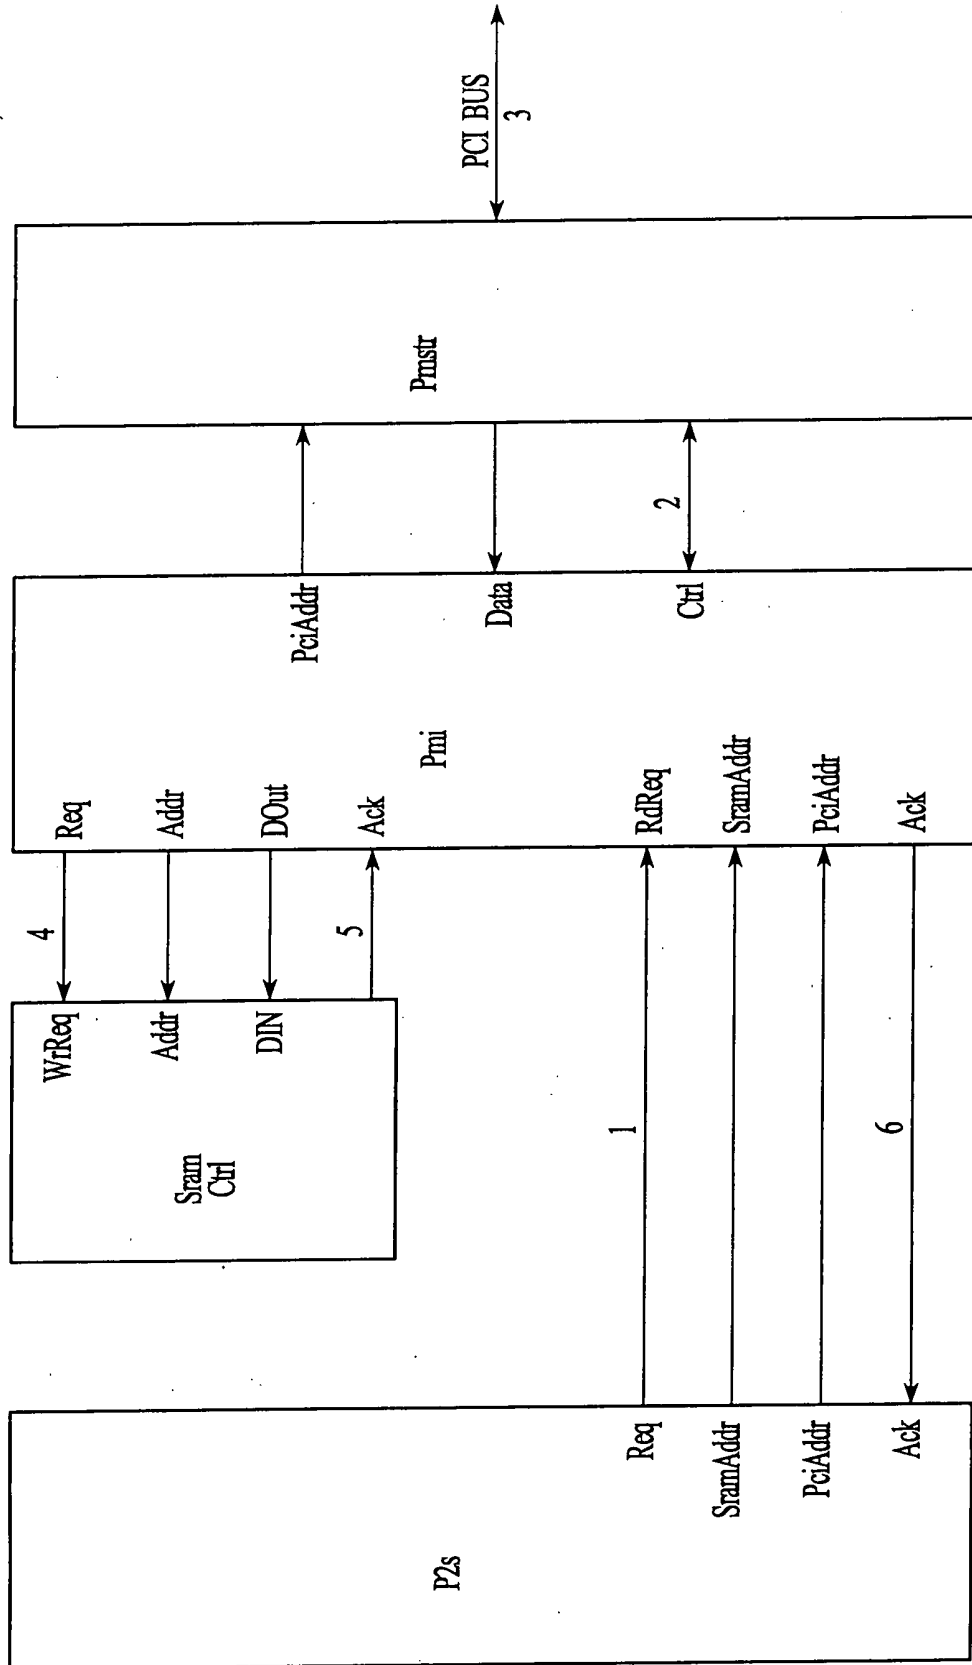 P2s
Req
SramAddr
PciAddr
Ack
1
6
WrReq
Addr
DIN
Sram
Ctrl
4
5
Req
Addr
DOut
Ack
Pmi
RdReq
SramAddr
PciAddr
Ack
PciAddr
Data
Ctrl
2
Pmstr
PCI BUS
3